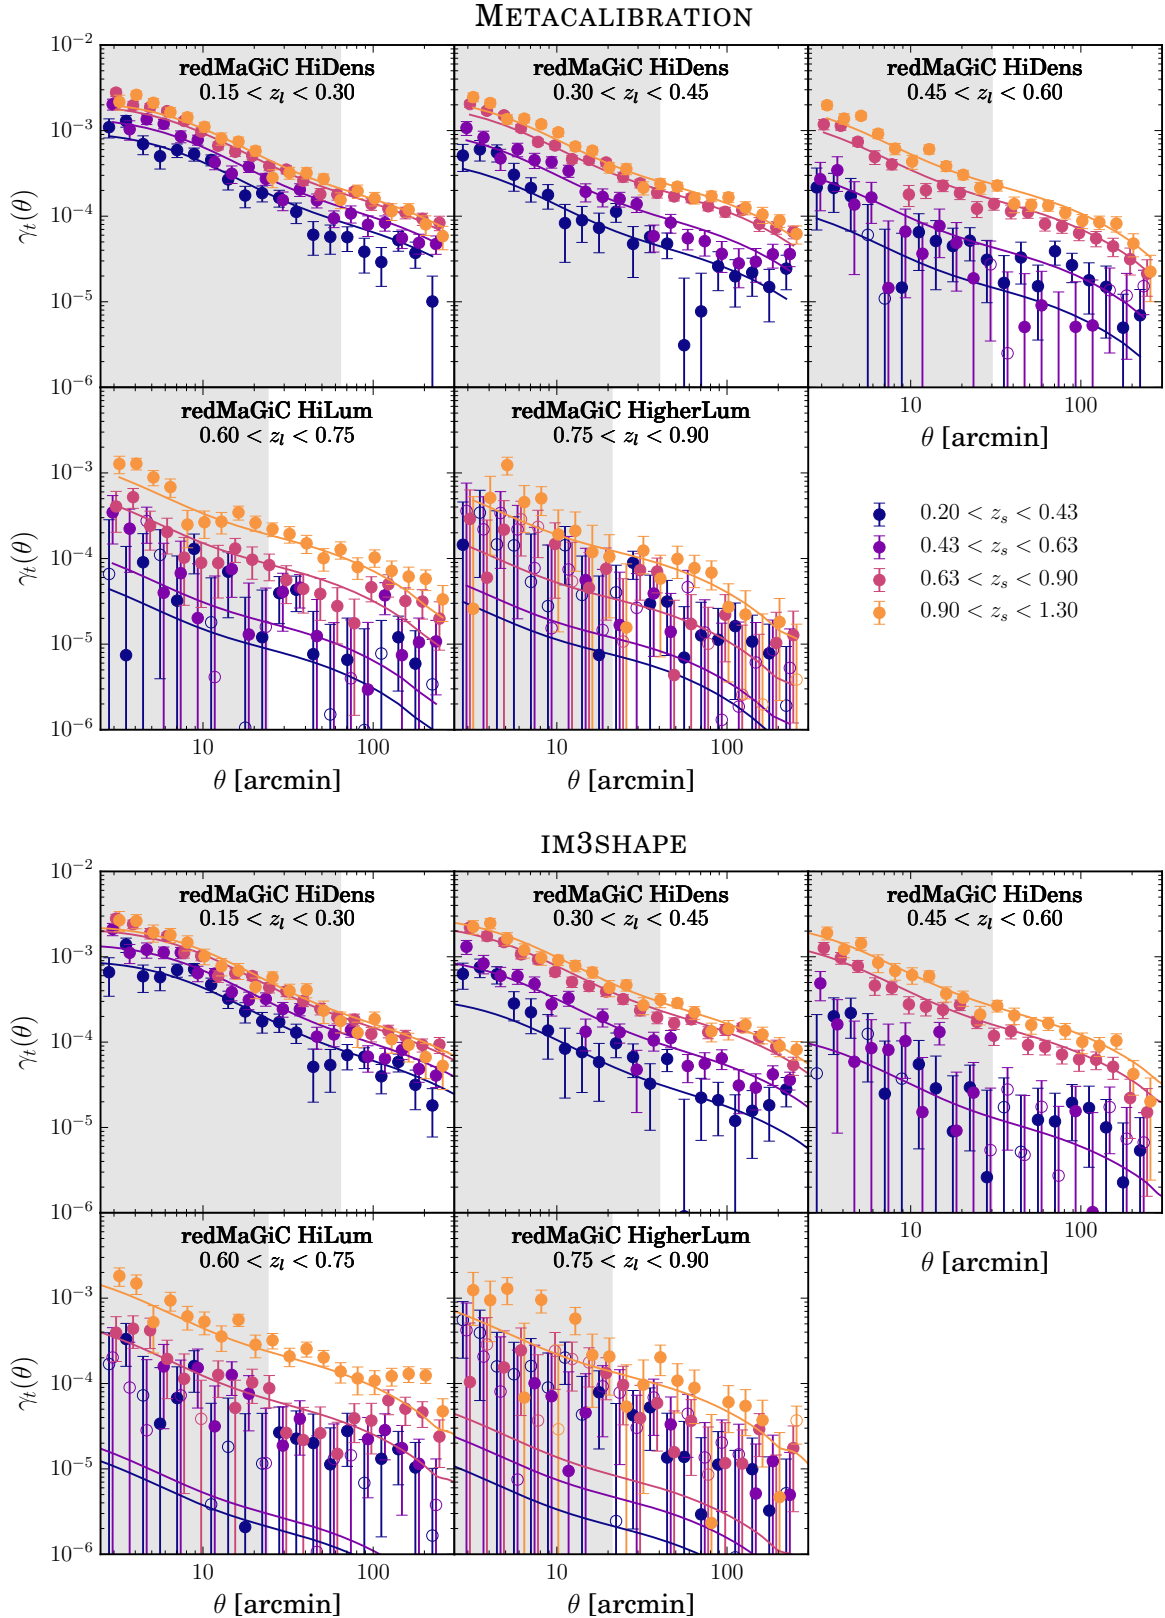 METACALIBRATION
redMaGiC HiDens
0.15 < z_l < 0.30
redMaGiC HiDens
0.30 < z_l < 0.45
redMaGiC HiDens
0.45 < z_l < 0.60
10^−2
10^−3
10^−4
10^−5
10^−6
γ_t(θ)
10
100
θ [arcmin]
redMaGiC HiLum
0.60 < z_l < 0.75
redMaGiC HigherLum
0.75 < z_l < 0.90
10^−3
10^−4
10^−5
10^−6
γ_t(θ)
10
100
θ [arcmin]
10
100
θ [arcmin]
0.20 < z_s < 0.43
0.43 < z_s < 0.63
0.63 < z_s < 0.90
0.90 < z_s < 1.30
IM3SHAPE
redMaGiC HiDens
0.15 < z_l < 0.30
redMaGiC HiDens
0.30 < z_l < 0.45
redMaGiC HiDens
0.45 < z_l < 0.60
10^−2
10^−3
10^−4
10^−5
10^−6
γ_t(θ)
10
100
θ [arcmin]
redMaGiC HiLum
0.60 < z_l < 0.75
redMaGiC HigherLum
0.75 < z_l < 0.90
10^−3
10^−4
10^−5
10^−6
γ_t(θ)
10
100
θ [arcmin]
10
100
θ [arcmin]